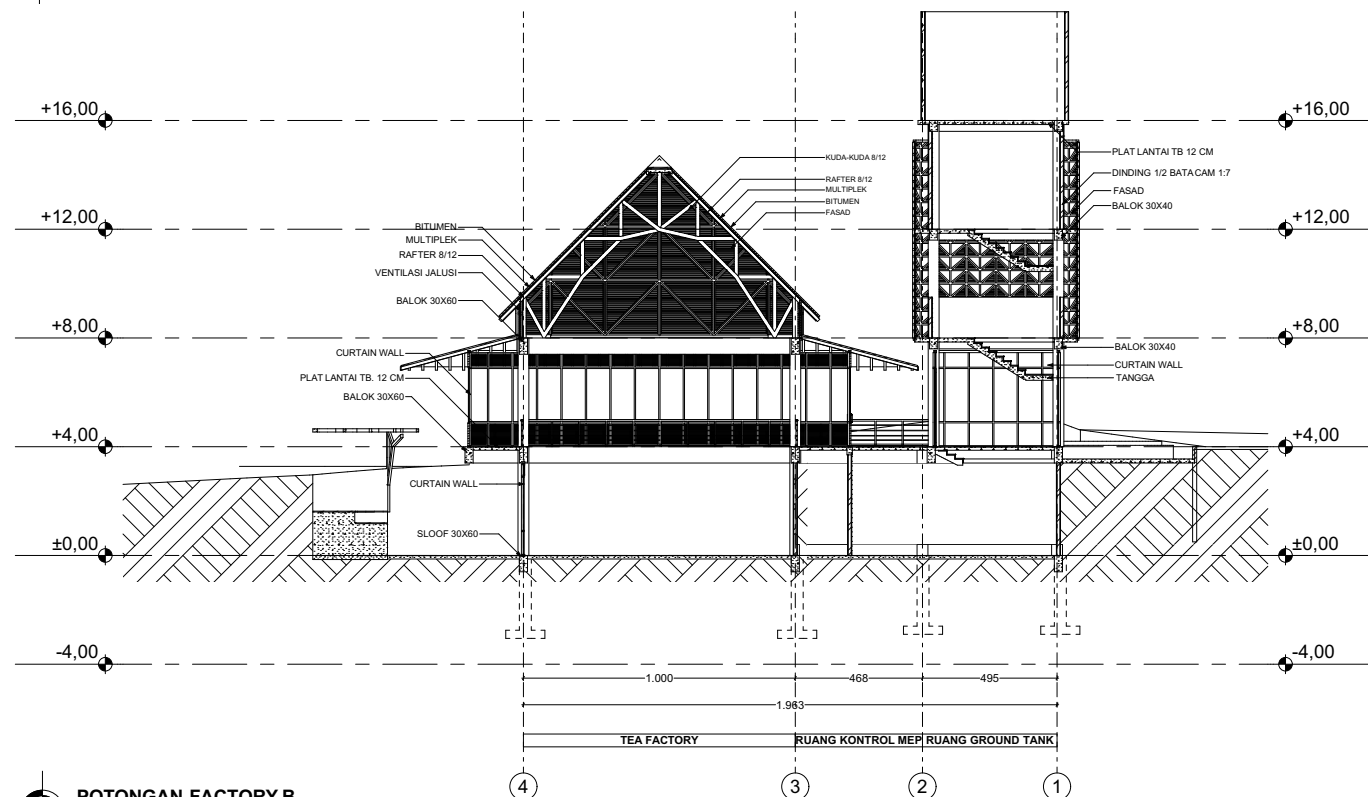 +16,00
+16,00
PLAT LANTAI TB 12 CM
KUDA-KUDA 8/12
DINDING 1/2 BATA CAM 1:7
RAFTER 8/12
MULTIPLEK
FASAD
BITUMEN
BALOK 30X40
FASAD
+12,00
+12,00
BITUMEN
MULTIPLEK
RAFTER 8/12
VENTILASI JALUSI
BALOK 30X60
+8,00
+8,00
BALOK 30X40
CURTAIN WALL
CURTAIN WALL
PLAT LANTAI TB. 12 CM
TANGGA
BALOK 30X60
+4,00
+4,00
CURTAIN WALL
SLOOF 30X60
±0,00
±0,00
-4,00
-4,00
1.000
468
495
1.963
TEA FACTORY
RUANG KONTROL MEP
RUANG GROUND TANK
4
3
2
1
POTONGAN FACTORY B